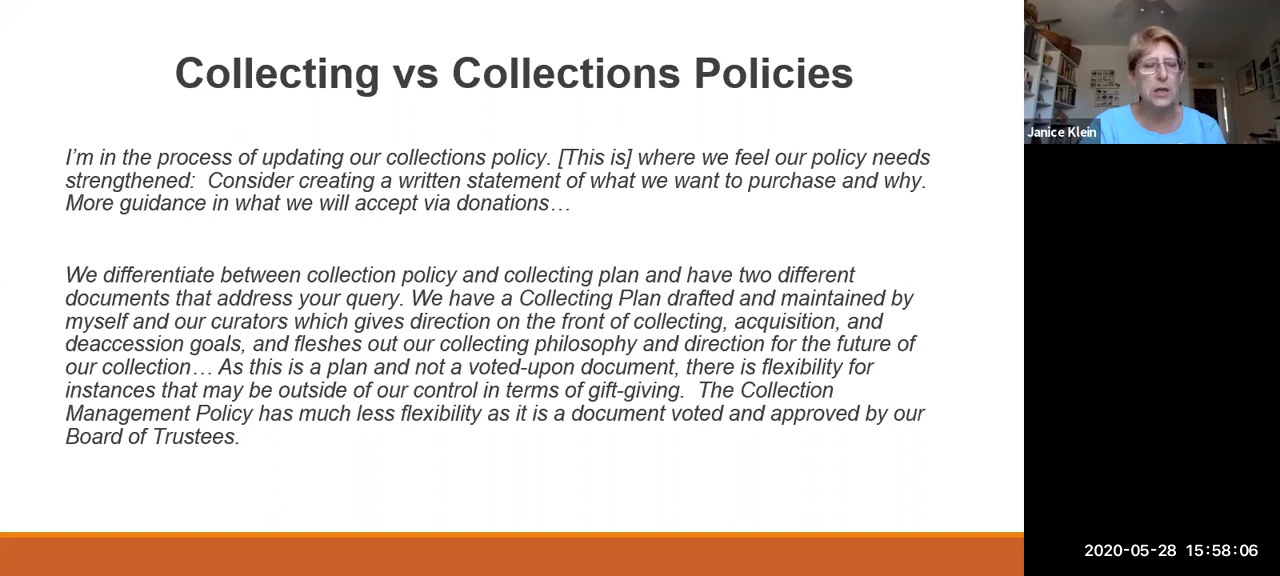 Collecting vs Collections Policies
I’m in the process of updating our collections policy. [This is] where we feel our policy needs
strengthened:  Consider creating a written statement of what we want to purchase and why.
More guidance in what we will accept via donations…
We differentiate between collection policy and collecting plan and have two different
documents that address your query. We have a Collecting Plan drafted and maintained by
myself and our curators which gives direction on the front of collecting, acquisition, and
deaccession goals, and fleshes out our collecting philosophy and direction for the future of
our collection… As this is a plan and not a voted-upon document, there is flexibility for
instances that may be outside of our control in terms of gift-giving.  The Collection
Management Policy has much less flexibility as it is a document voted and approved by our
Board of Trustees.
Janice Klein
2020-05-28 15:58:06